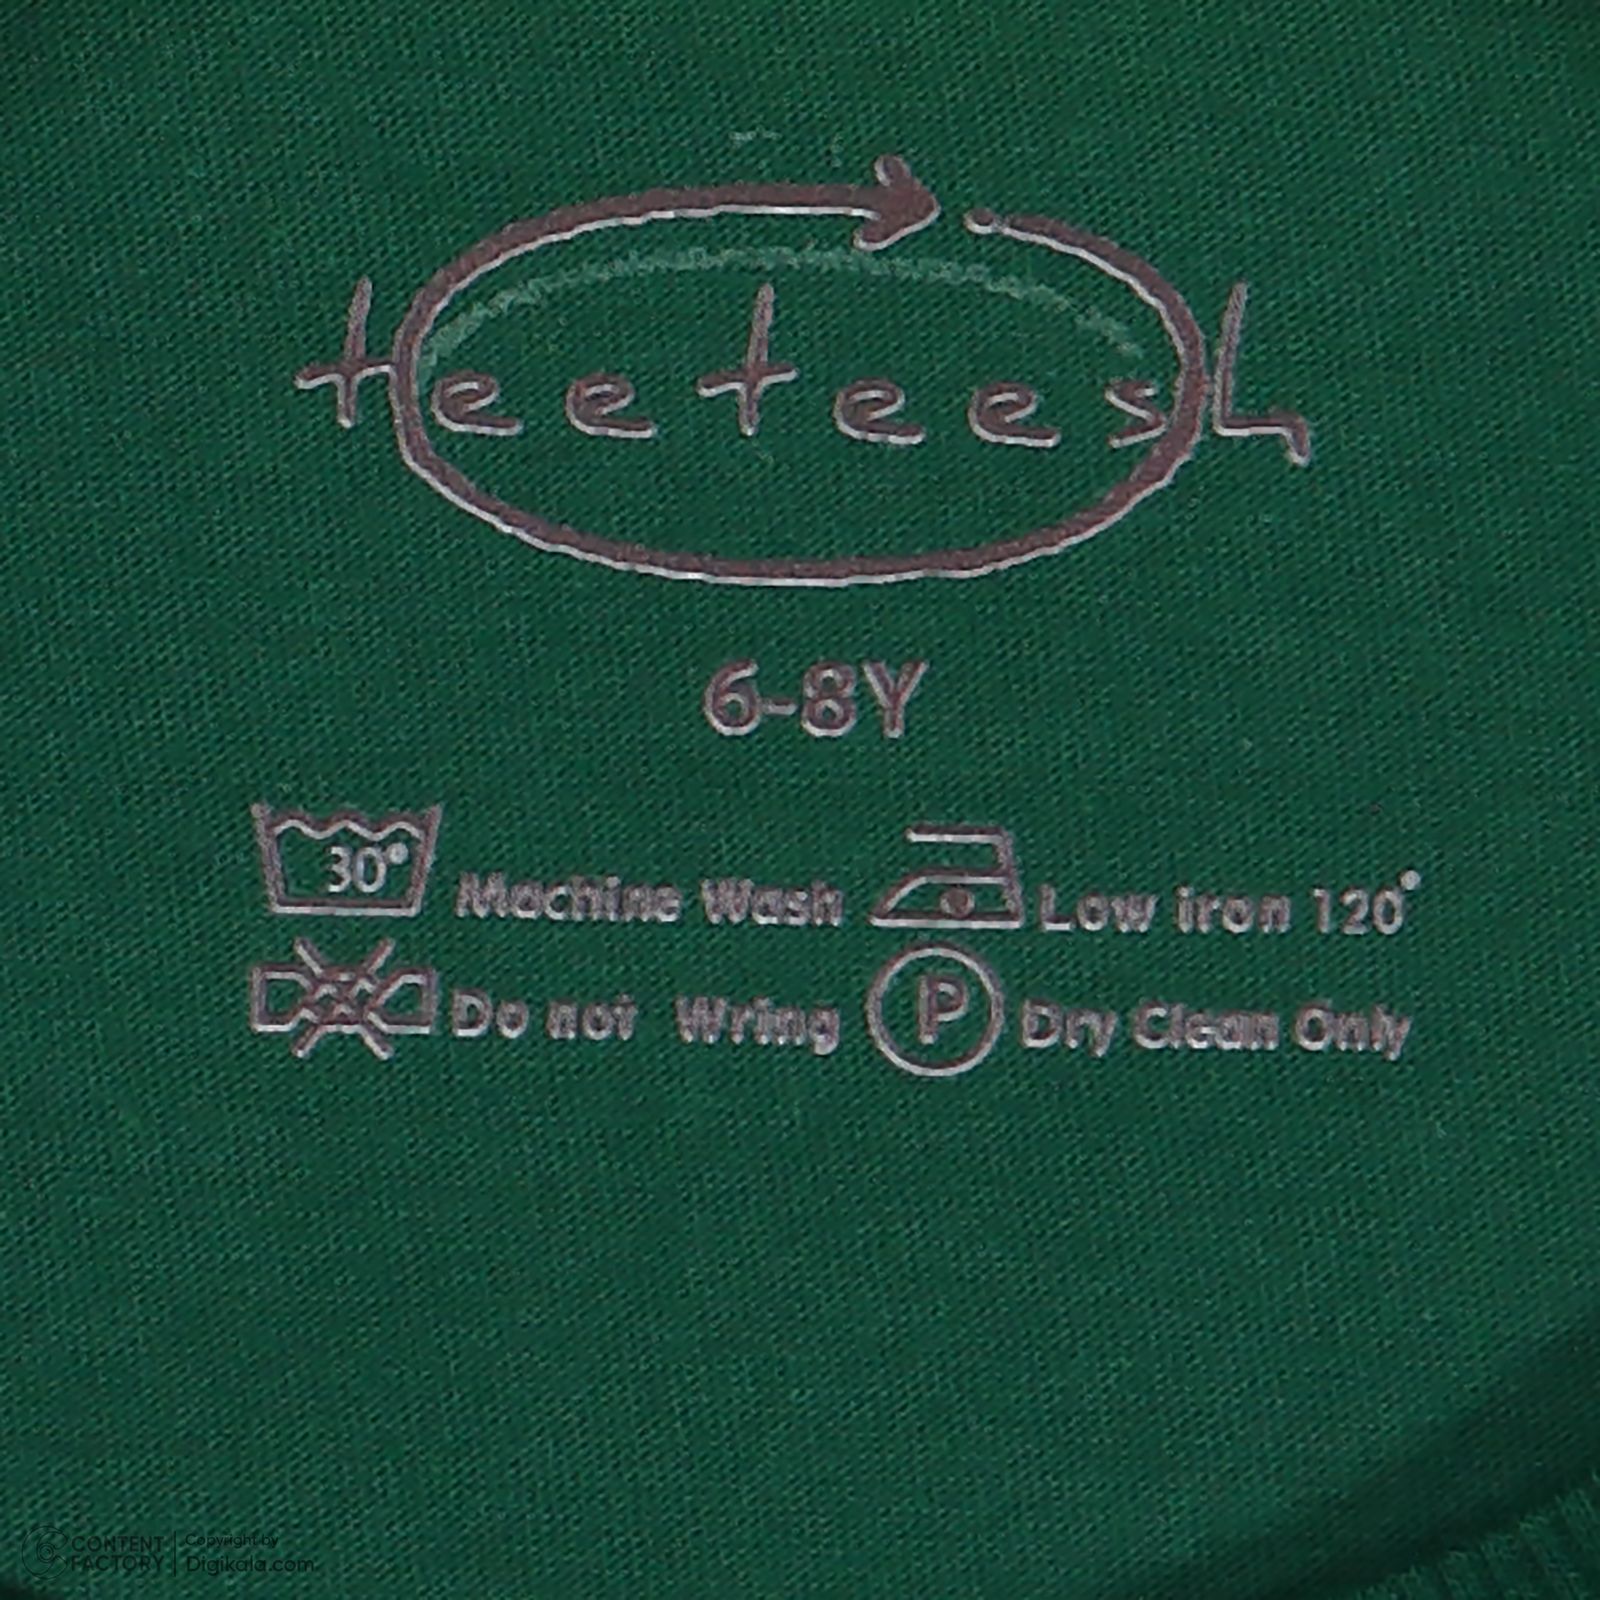 teeteesh
6-8Y
30° Machine Wash Low iron 120°
Do not Wring P Dry Clean Only
CONTENT FACTORY Copyright by Digikala.com